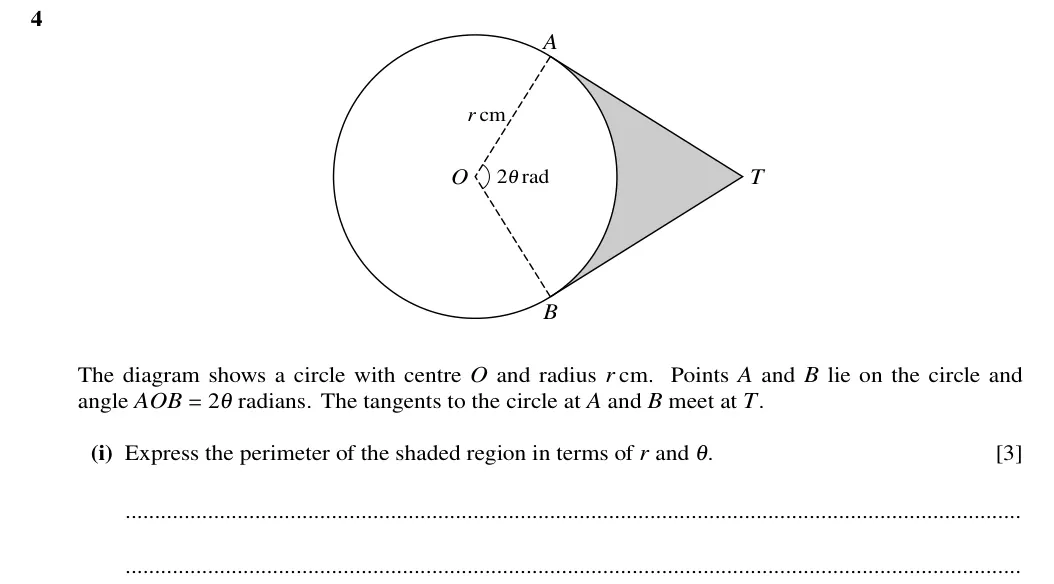 4
A
r cm
O
2θ rad
T
B
The diagram shows a circle with centre O and radius r cm. Points A and B lie on the circle and
angle AOB = 2θ radians. The tangents to the circle at A and B meet at T.
(i) Express the perimeter of the shaded region in terms of r and θ. [3]